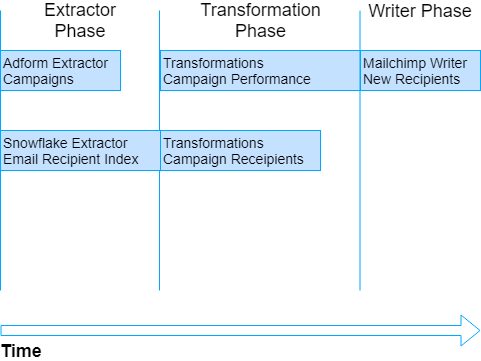 Extractor
Phase
Transformation
Phase
Writer Phase
Adform Extractor
Campaigns
Transformations
Campaign Performance
Mailchimp Writer
New Recipients
Snowflake Extractor
Email Recipient Index
Transformations
Campaign Receipients
Time